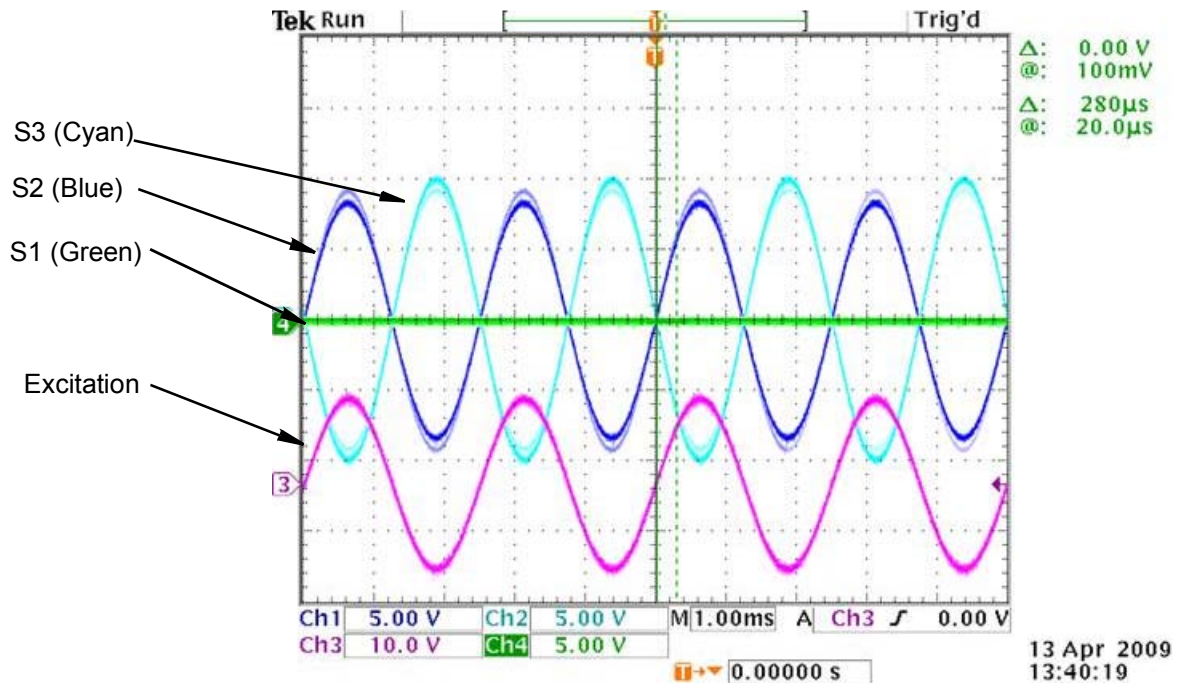 Tek Run Trig'd
T
T
Δ: 0.00 V
@: 100mV
Δ: 280µs
@: 20.0µs
S3 (Cyan)
S2 (Blue)
S1 (Green)
4
Excitation
3
Ch1 5.00 V Ch2 5.00 V M 1.00ms A Ch3 0.00 V
Ch3 10.0 V Ch4 5.00 V
T 0.00000 s
13 Apr 2009
13:40:19